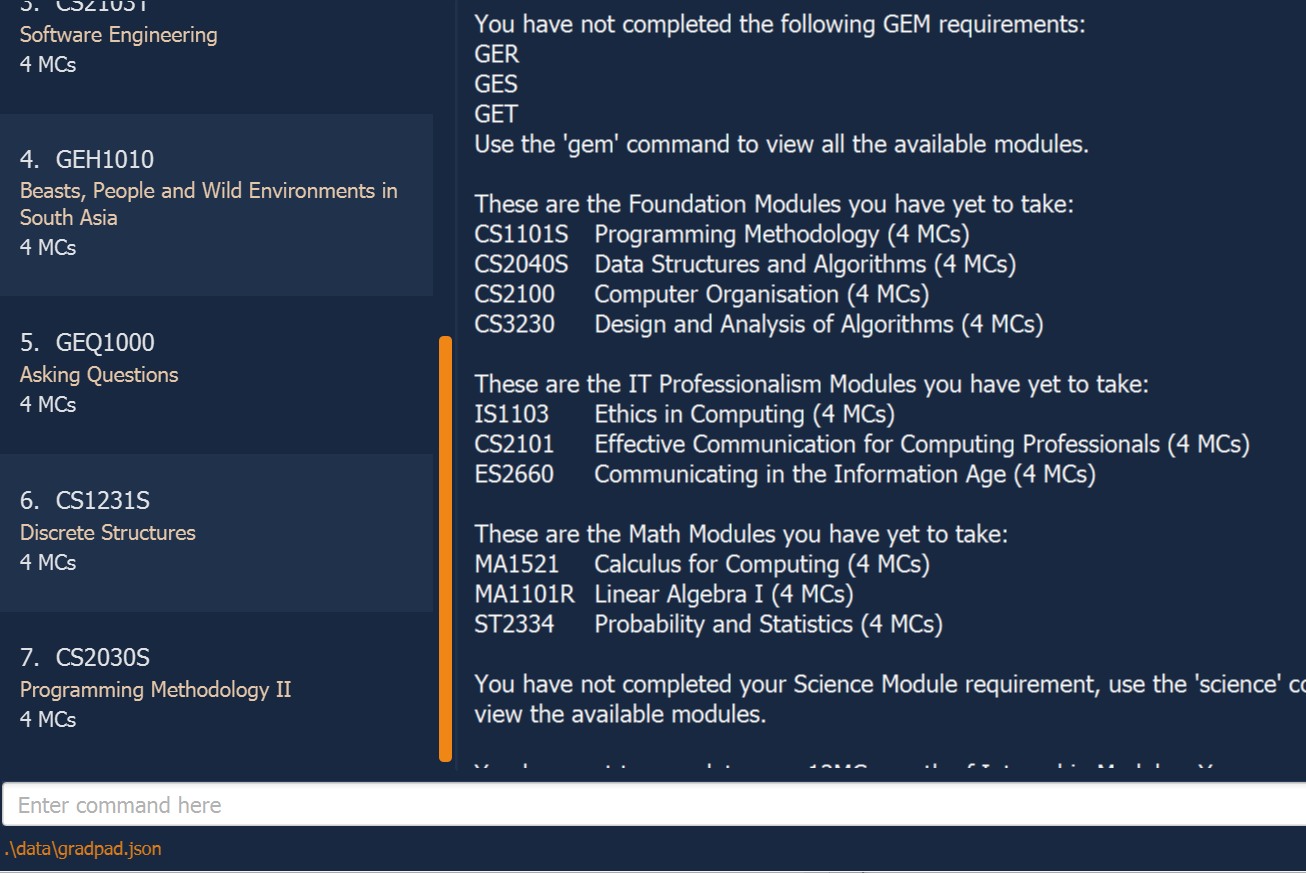 3. CS2103T
Software Engineering
4 MCs
4. GEH1010
Beasts, People and Wild Environments in
South Asia
4 MCs
5. GEQ1000
Asking Questions
4 MCs
6. CS1231S
Discrete Structures
4 MCs
7. CS2030S
Programming Methodology II
4 MCs
You have not completed the following GEM requirements:
GER
GES
GET
Use the 'gem' command to view all the available modules.
These are the Foundation Modules you have yet to take:
CS1101S Programming Methodology (4 MCs)
CS2040S Data Structures and Algorithms (4 MCs)
CS2100 Computer Organisation (4 MCs)
CS3230 Design and Analysis of Algorithms (4 MCs)
These are the IT Professionalism Modules you have yet to take:
IS1103 Ethics in Computing (4 MCs)
CS2101 Effective Communication for Computing Professionals (4 MCs)
ES2660 Communicating in the Information Age (4 MCs)
These are the Math Modules you have yet to take:
MA1521 Calculus for Computing (4 MCs)
MA1101R Linear Algebra I (4 MCs)
ST2334 Probability and Statistics (4 MCs)
You have not completed your Science Module requirement, use the 'science'
view the available modules.
Enter command here
.\data\gradpad.json